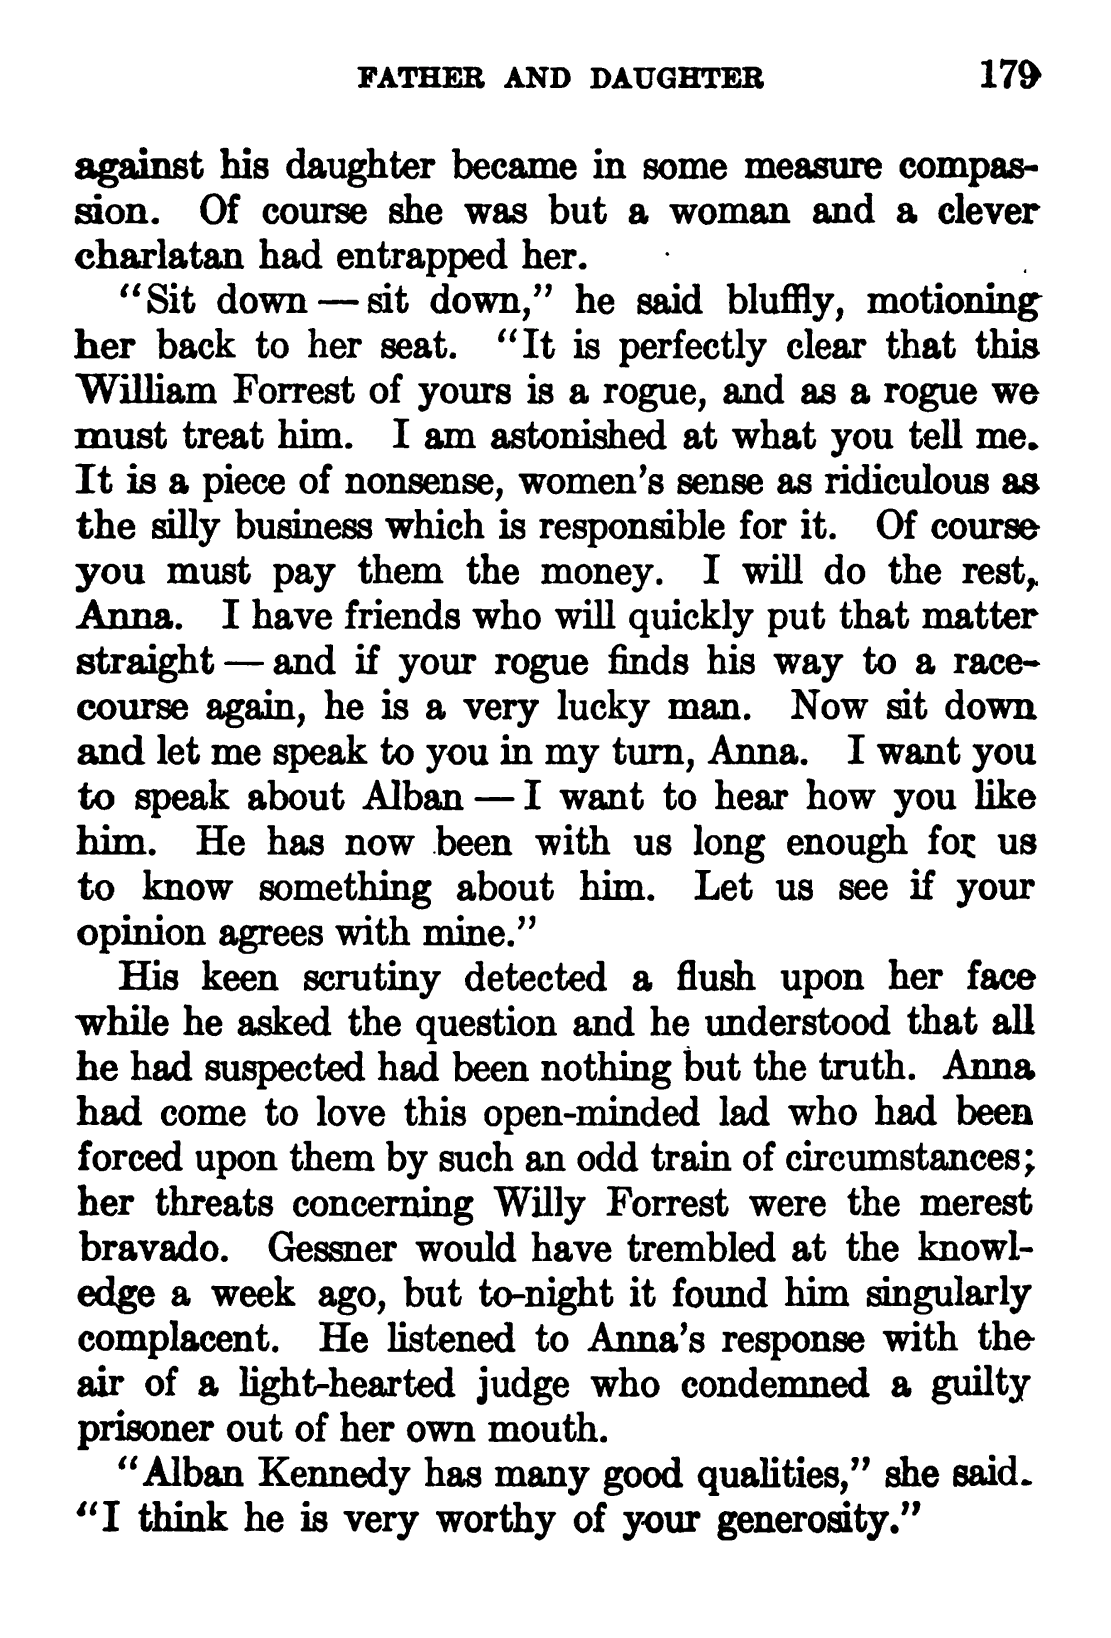 FATHER AND DAUGHTER 179
against his daughter became in some measure compas-
sion. Of course she was but a woman and a clever
charlatan had entrapped her.
"Sit down — sit down," he said bluffly, motioning
her back to her seat. "It is perfectly clear that this
William Forrest of yours is a rogue, and as a rogue we
must treat him. I am astonished at what you tell me.
It is a piece of nonsense, women's sense as ridiculous as
the silly business which is responsible for it. Of course
you must pay them the money. I will do the rest,
Anna. I have friends who will quickly put that matter
straight — and if your rogue finds his way to a race-
course again, he is a very lucky man. Now sit down
and let me speak to you in my turn, Anna. I want you
to speak about Alban — I want to hear how you like
him. He has now been with us long enough for us
to know something about him. Let us see if your
opinion agrees with mine."
His keen scrutiny detected a flush upon her face
while he asked the question and he understood that all
he had suspected had been nothing but the truth. Anna
had come to love this open-minded lad who had been
forced upon them by such an odd train of circumstances;
her threats concerning Willy Forrest were the merest
bravado. Gessner would have trembled at the knowl-
edge a week ago, but to-night it found him singularly
complacent. He listened to Anna's response with the
air of a light-hearted judge who condemned a guilty
prisoner out of her own mouth.
"Alban Kennedy has many good qualities," she said.
"I think he is very worthy of your generosity."